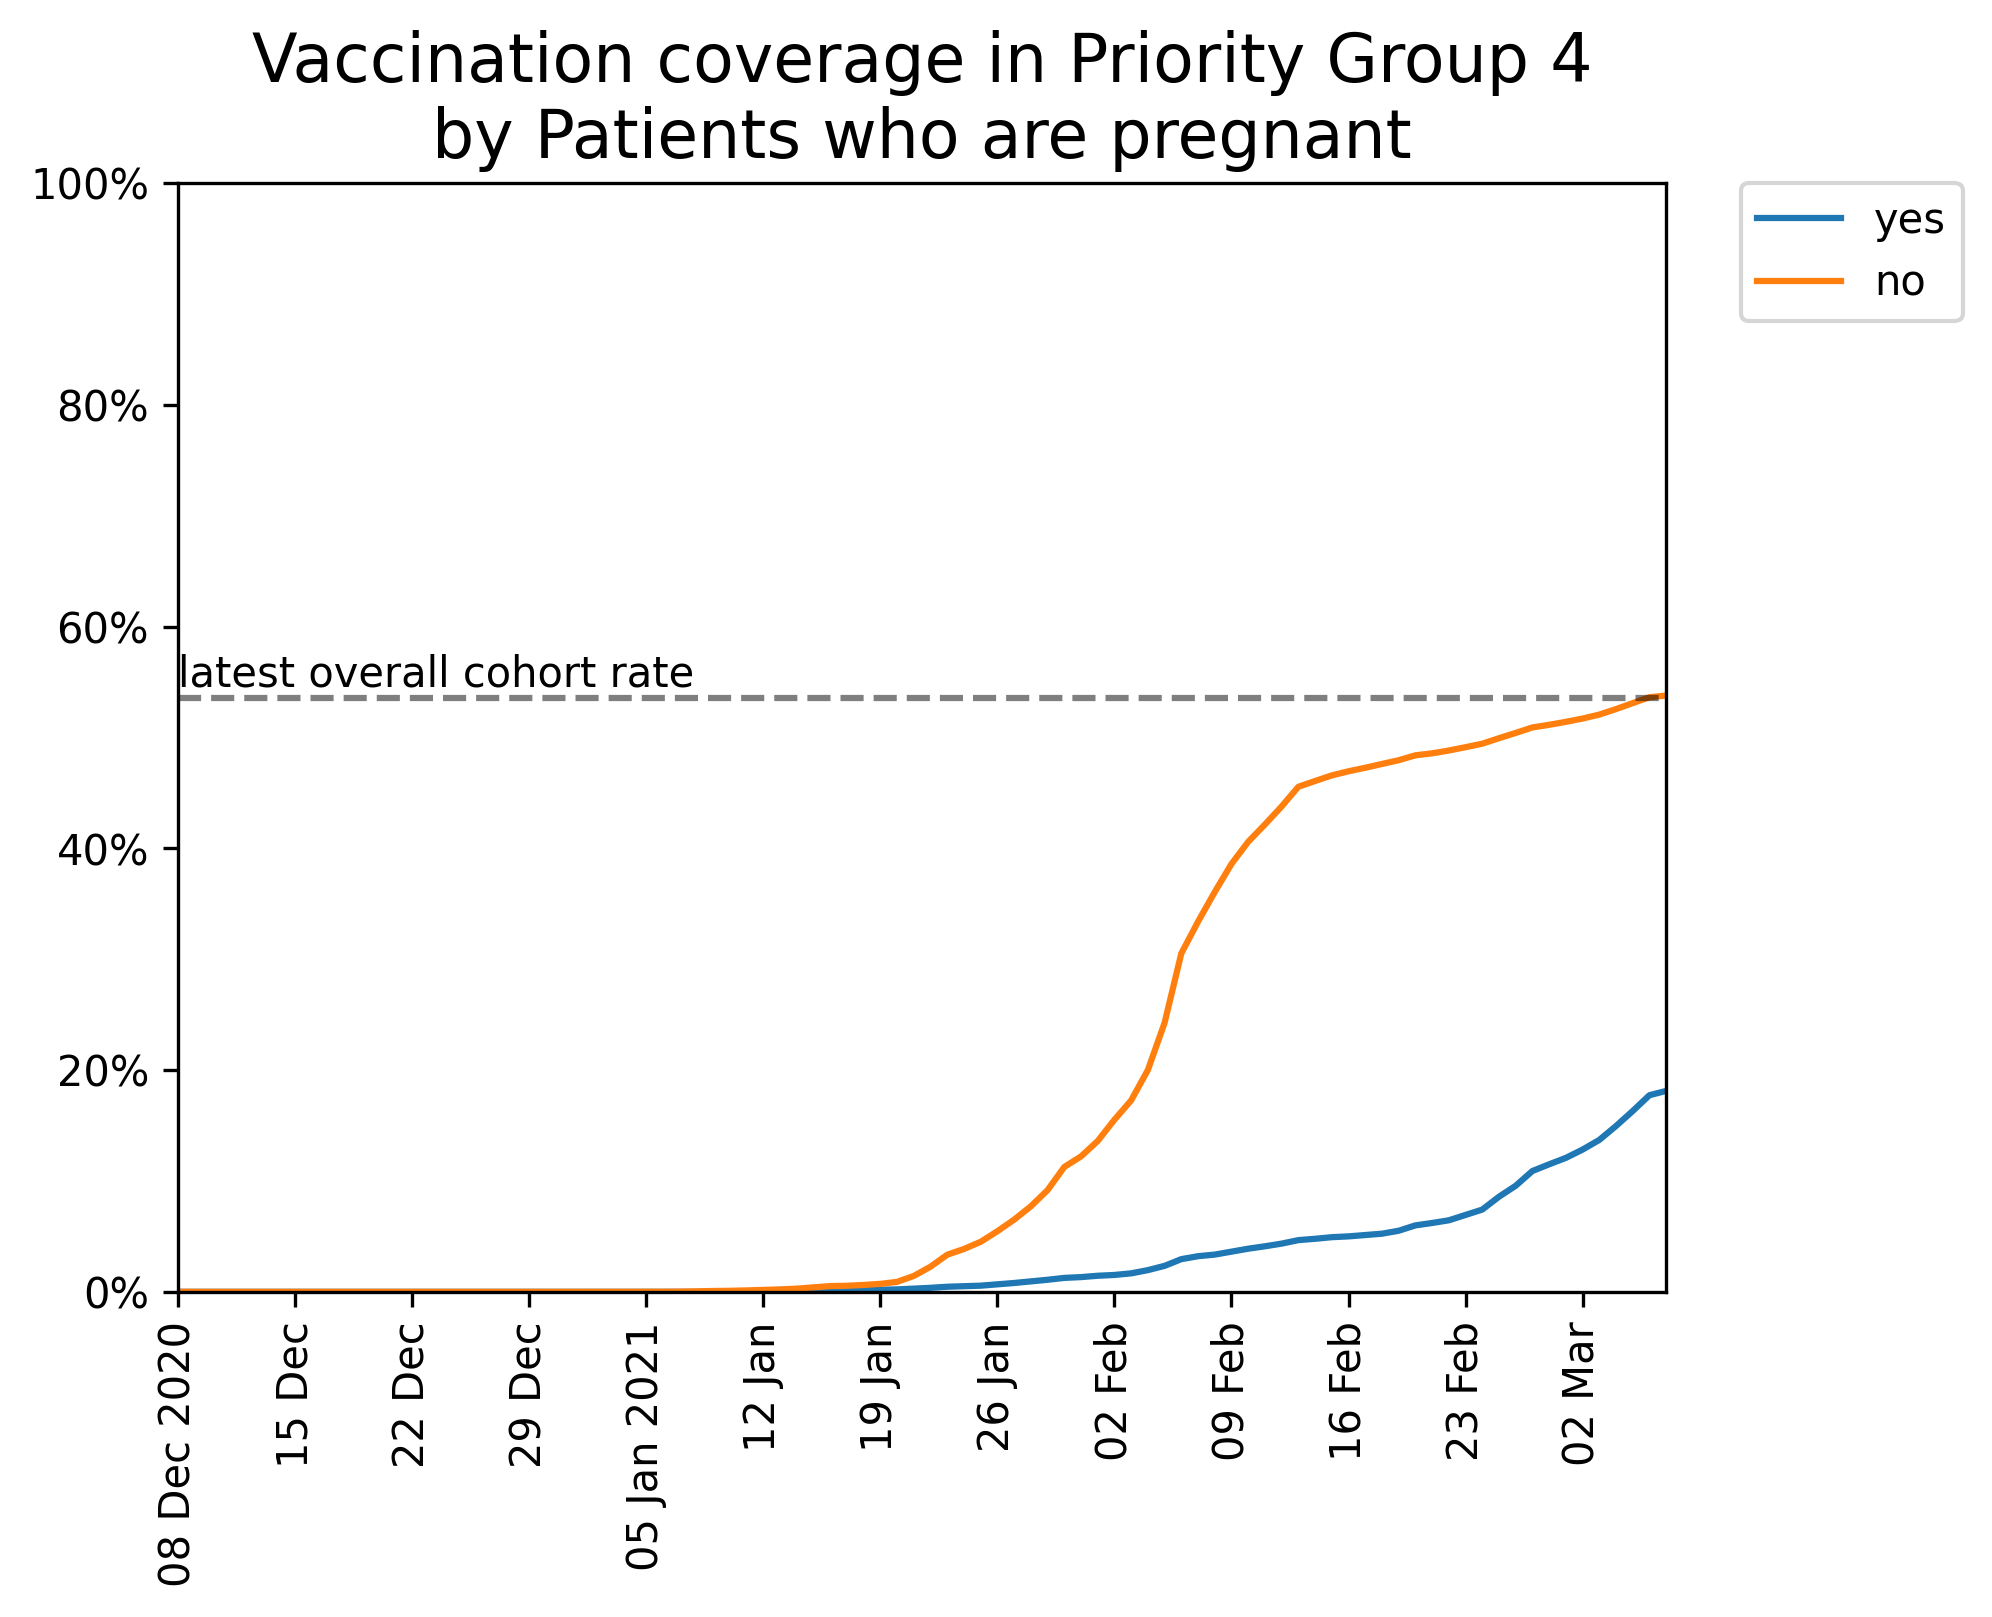 Vaccination coverage in Priority Group 4
by Patients who are pregnant
100%
80%
60%
40%
20%
0%
latest overall cohort rate
yes
no
08 Dec 2020
15 Dec
22 Dec
29 Dec
05 Jan 2021
12 Jan
19 Jan
26 Jan
02 Feb
09 Feb
16 Feb
23 Feb
02 Mar